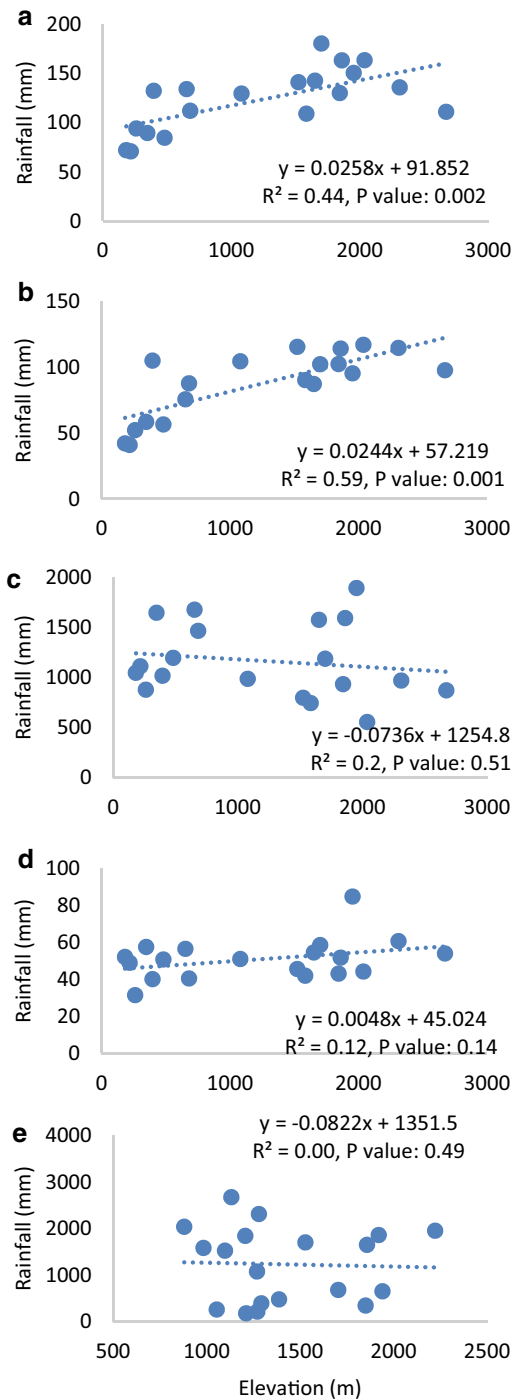 a
200
150
100
50
0
Rainfall (mm)
y = 0.0258x + 91.852
R² = 0.44, P value: 0.002
0 1000 2000 3000
b
150
100
50
0
Rainfall (mm)
y = 0.0244x + 57.219
R² = 0.59, P value: 0.001
0 1000 2000 3000
c
2000
1500
1000
500
0
Rainfall (mm)
y = -0.0736x + 1254.8
R² = 0.2, P value: 0.51
0 1000 2000 3000
d
100
80
60
40
20
0
Rainfall (mm)
y = 0.0048x + 45.024
R² = 0.12, P value: 0.14
0 1000 2000 3000
e
y = -0.0822x + 1351.5
R² = 0.00, P value: 0.49
4000
3000
2000
1000
0
Rainfall (mm)
500 1000 1500 2000 2500
Elevation (m)